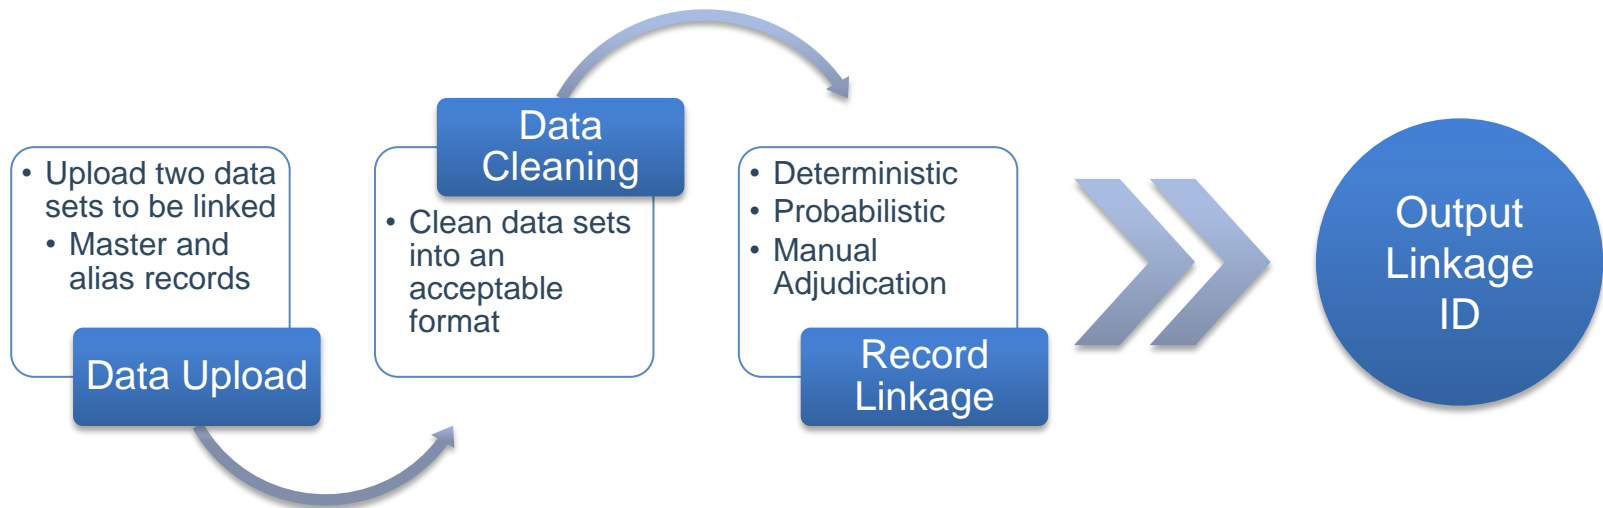 • Upload two data
sets to be linked
• Master and
alias records
Data Upload
Data
Cleaning
• Clean data sets
into an
acceptable
format
• Deterministic
• Probabilistic
• Manual
Adjudication
Record
Linkage
Output
Linkage
ID